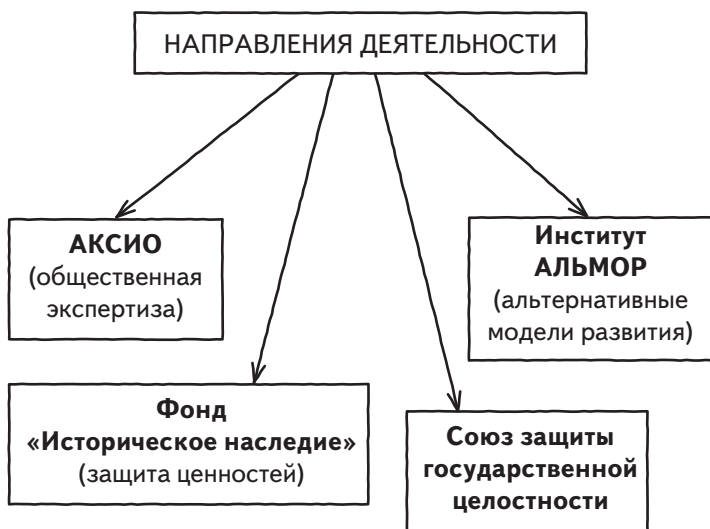 НАПРАВЛЕНИЯ ДЕЯТЕЛЬНОСТИ
АКСИО
(общественная
экспертиза)
Институт
АЛЬМОР
(альтернативные
модели развития)
Фонд
«Историческое наследие»
(защита ценностей)
Союз защиты
государственной
целостности